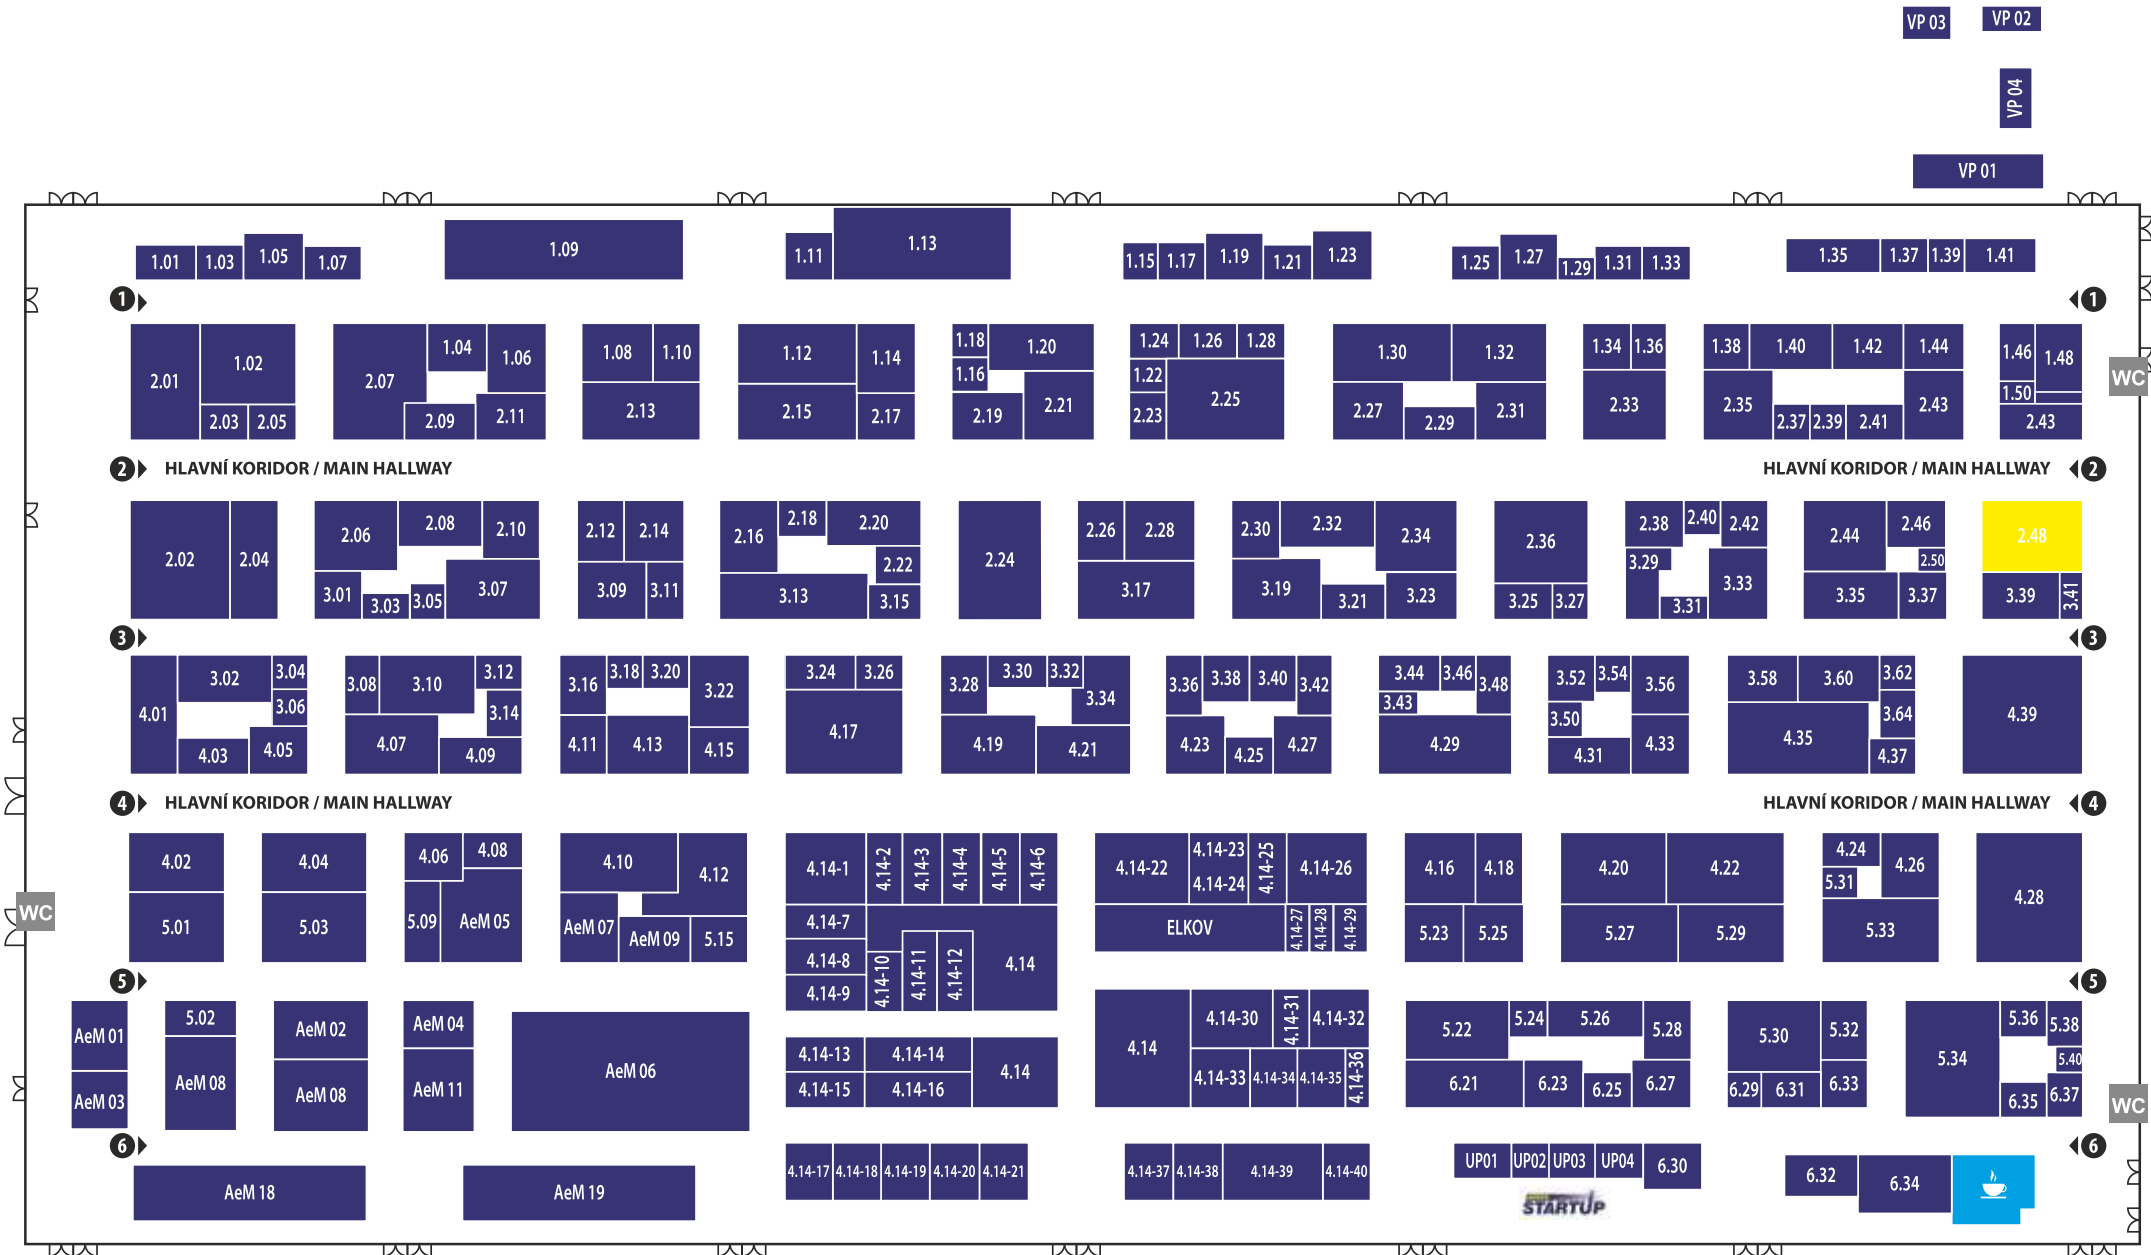 VP 03 VP 02
VP 04
VP 01
1.01 1.03 1.05 1.07 1.09 1.11 1.13 1.15 1.17 1.19 1.21 1.23 1.25 1.27 1.29 1.31 1.33 1.35 1.37 1.39 1.41
1 1
2.01 1.02 2.07 1.04 1.06 1.08 1.10 1.12 1.14 1.18 1.20 1.24 1.26 1.28 1.30 1.32 1.34 1.36 1.38 1.40 1.42 1.44 1.46 1.48
WC
1.16 1.22 1.50
2.03 2.05 2.09 2.11 2.13 2.15 2.17 2.19 2.21 2.23 2.25 2.27 2.29 2.31 2.33 2.35 2.37 2.39 2.41 2.43 2.43
2 HLAVNÍ KORIDOR / MAIN HALLWAY HLAVNÍ KORIDOR / MAIN HALLWAY 2
2.02 2.04 2.06 2.08 2.10 2.12 2.14 2.16 2.18 2.20 2.22 2.24 2.26 2.28 2.30 2.32 2.34 2.36 2.38 2.40 2.42 2.44 2.46 2.50 2.48
3.01 3.03 3.05 3.07 3.09 3.11 3.13 3.15 3.17 3.19 3.21 3.23 3.25 3.27 3.29 3.31 3.33 3.35 3.37 3.39 3.41
3 3
4.01 3.02 3.04 3.06 3.08 3.10 3.12 3.14 3.16 3.18 3.20 3.22 3.24 3.26 3.28 3.30 3.32 3.34 3.36 3.38 3.40 3.42 3.44 3.46 3.48 3.43 3.52 3.54 3.56 3.50 3.58 3.60 3.62 3.64 4.39
4.03 4.05 4.07 4.09 4.11 4.13 4.15 4.17 4.19 4.21 4.23 4.25 4.27 4.29 4.31 4.33 4.35 4.37
4 HLAVNÍ KORIDOR / MAIN HALLWAY HLAVNÍ KORIDOR / MAIN HALLWAY 4
4.02 4.04 4.06 4.08 4.10 4.12 4.14-1 4.14-2 4.14-3 4.14-4 4.14-5 4.14-6 4.14-22 4.14-23 4.14-24 4.14-25 4.14-26 4.16 4.18 4.20 4.22 4.24 4.26 5.31 4.28
WC
5.01 5.03 5.09 AeM 05 AeM 07 AeM 09 5.15 4.14-7 ELKOV 4.14-27 4.14-28 4.14-29 5.23 5.25 5.27 5.29 5.33
4.14-8 4.14-10 4.14-11 4.14-12 4.14
4.14-9
5 5
AeM 01 5.02 AeM 02 AeM 04 AeM 06 4.14 4.14-30 4.14-31 4.14-32 5.22 5.24 5.26 5.28 5.30 5.32 5.34 5.36 5.38 5.40
4.14-13 4.14-14 4.14
AeM 03 AeM 08 AeM 08 AeM 11 4.14-15 4.14-16 4.14-33 4.14-34 4.14-35 4.14-36 6.21 6.23 6.25 6.27 6.29 6.31 6.33 6.35 6.37
WC
6 6
AeM 18 AeM 19 4.14-17 4.14-18 4.14-19 4.14-20 4.14-21 4.14-37 4.14-38 4.14-39 4.14-40 UP01 UP02 UP03 UP04 6.30 6.32 6.34
STARTUP